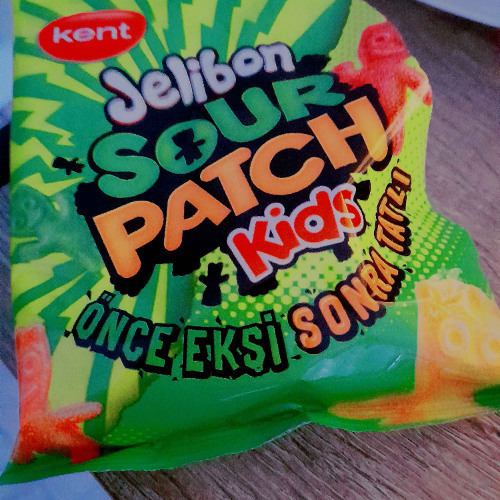 kent
Jelibon
SOUR
PATCH
Kids
ÖNCE EKŞİ SONRA TATLI